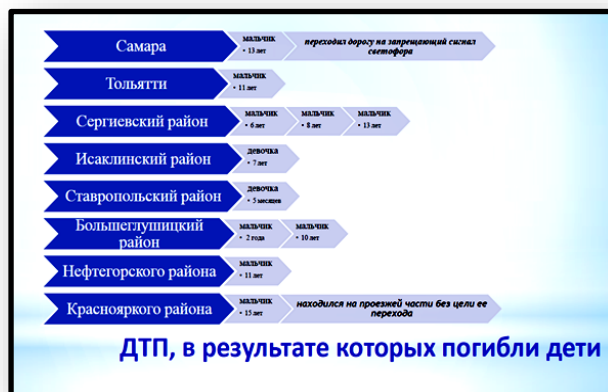 Самара
мальчик
• 13 лет
переходил дорогу на запрещающий сигнал
светофора
Тольятти
мальчик
• 11 лет
Сергиевский район
мальчик
• 6 лет
мальчик
• 8 лет
мальчик
• 13 лет
Исаклинский район
девочка
• 7 лет
Ставропольский район
девочка
• 5 месяцев
Большеглушицкий
район
мальчик
• 2 года
мальчик
• 10 лет
Нефтегорского района
мальчик
• 11 лет
Краснояркого района
мальчик
• 15 лет
находился на проезжей части без цели ее
перехода
ДТП, в результате которых погибли дети